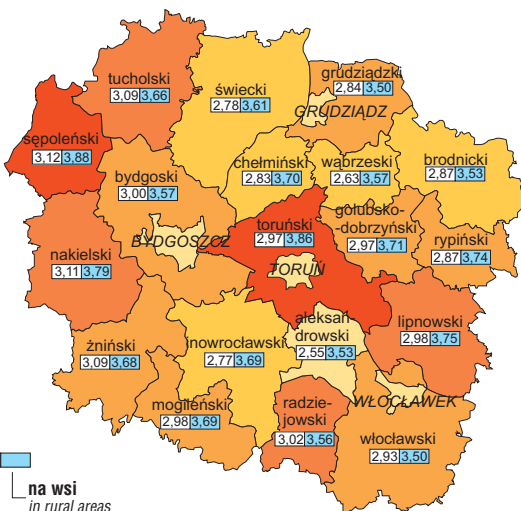 tucholski
3,09 3,66
świecki
2,78 3,61
grudziądzki
2,84 3,50
GRUDZIĄDZ
sępoleński
3,12 3,88
bydgoski
3,00 3,57
chełmiński
2,83 3,70
wąbrzeski
2,63 3,57
brodnicki
2,87 3,53
BYDGOSZCZ
toruński
2,97 3,86
golubsko-
-dobrzyński
2,97 3,71
rypiński
2,87 3,74
nakielski
3,11 3,79
TORUŃ
żniński
3,09 3,68
inowrocławski
2,77 3,69
aleksan
drowski
2,55 3,53
lipnowski
2,98 3,75
mogileński
2,98 3,69
radzie-
jowski
3,02 3,56
WŁOCŁAWEK
włocławski
2,93 3,50
na wsi
in rural areas